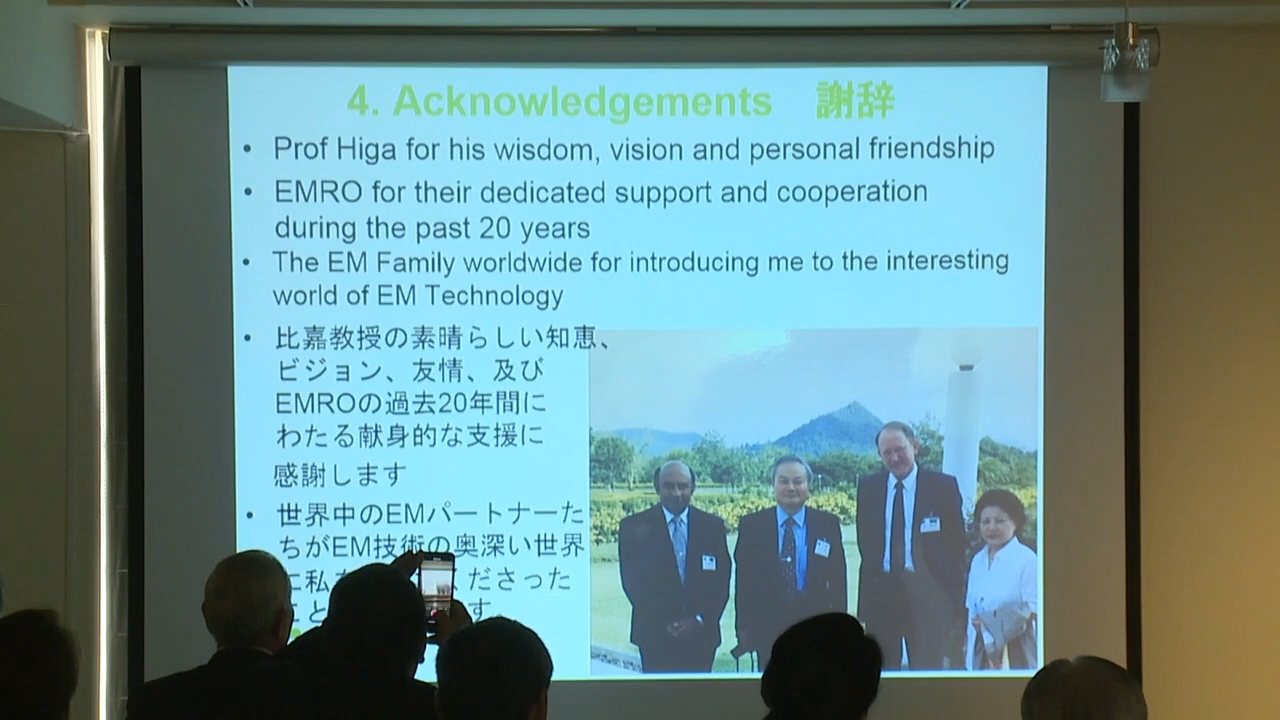 4. Acknowledgements 謝辞
• Prof Higa for his wisdom, vision and personal friendship
• EMRO for their dedicated support and cooperation
during the past 20 years
• The EM Family worldwide for introducing me to the interesting
world of EM Technology
• 比嘉教授の素晴らしい知恵、
ビジョン、友情、及び
EMROの過去20年間に
わたる献身的な支援に
感謝します
• 世界中のEMパートナーた
ちがEM技術の奥深い世界
に私 ださった
こと す。